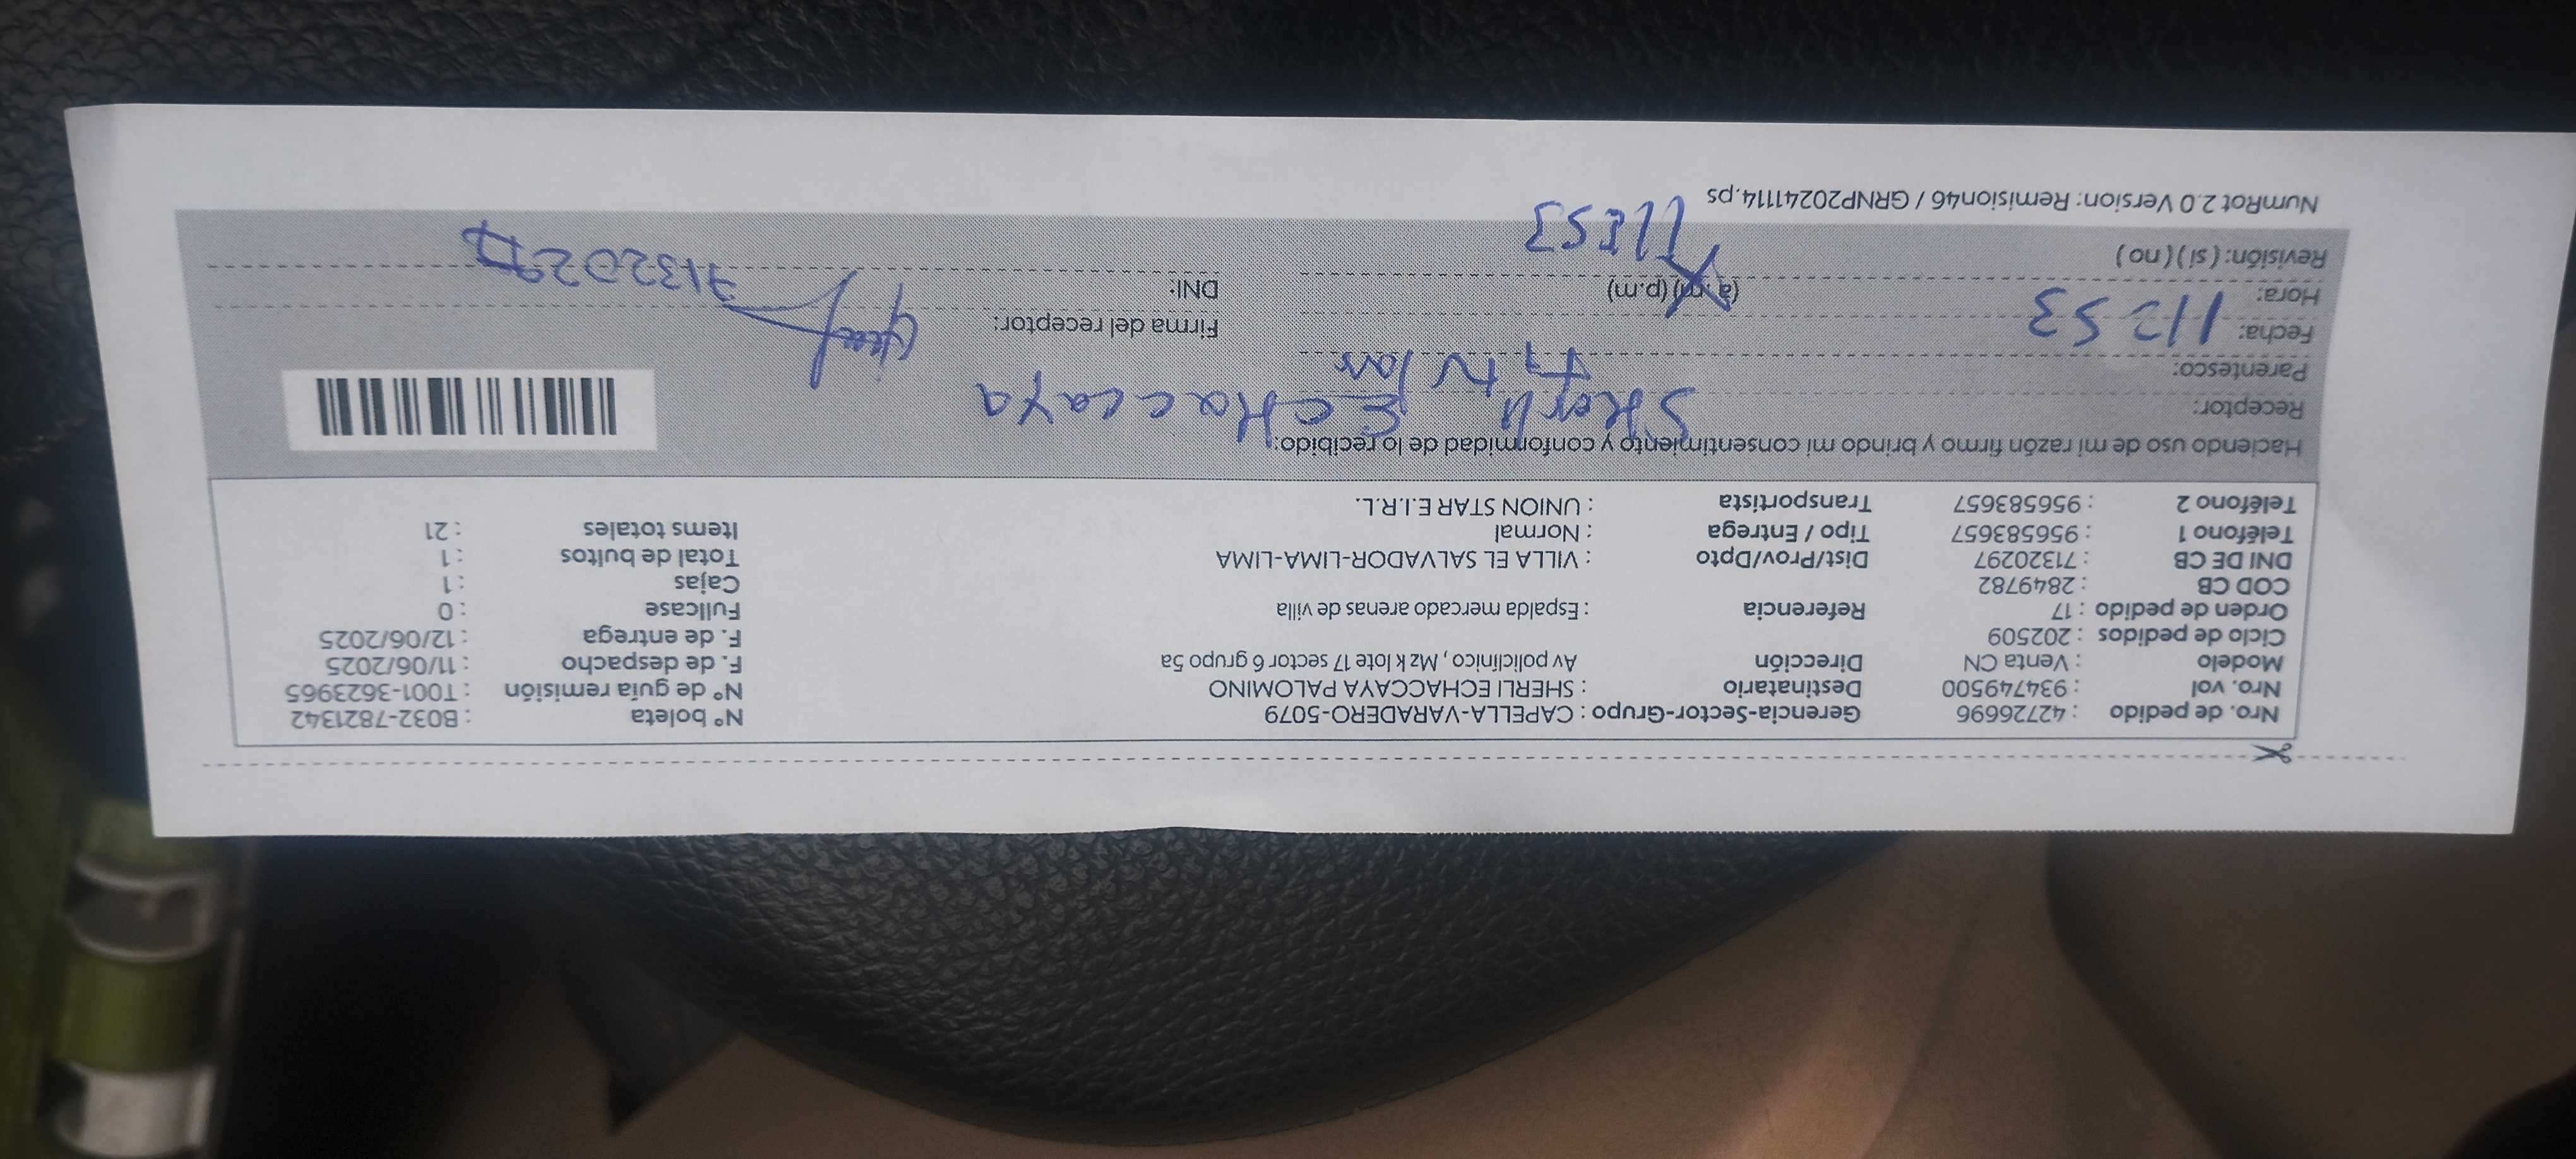 Nro. de pedido : 42726696 Gerencia-Sector-Grupo : CAPELLA-VARADERO-5079 N° boleta : B032-7821342
Nro. vol : 934749500 Destinatario : SHERLI ECHACCAYA PALOMINO N° de guía remisión : T001-3623965
Modelo : Venta CN Dirección Av policlinico , Mz k lote 17 sector 6 grupo 5a F. de despacho : 11/06/2025
Ciclo de pedidos : 202509 F. de entrega : 12/06/2025
Orden de pedido : 17 Referencia : Espalda mercado arenas de villa Fullcase : 0
COD CB : 2849782 Cajas : 1
DNI DE CB : 71320297 Dist/Prov/Dpto : VILLA EL SALVADOR-LIMA-LIMA Total de bultos : 1
Teléfono 1 : 956583657 Tipo / Entrega : Normal Items totales : 21
Teléfono 2 : 956583657 Transportista : UNION STAR E.I.R.L.
Haciendo uso de mi razón firmo y brindo mi consentimiento y conformidad de lo recibido:
Receptor: SHerli EcHaccaya
Parentesco: titular
Fecha: Firma del receptor:
Hora: 11:53 (a.m) (p.m) DNI: 71320297
Revisión: ( si ) ( no ) 11:53
NumRot 2.0 Version: Remision46 / GRNP20241114.ps